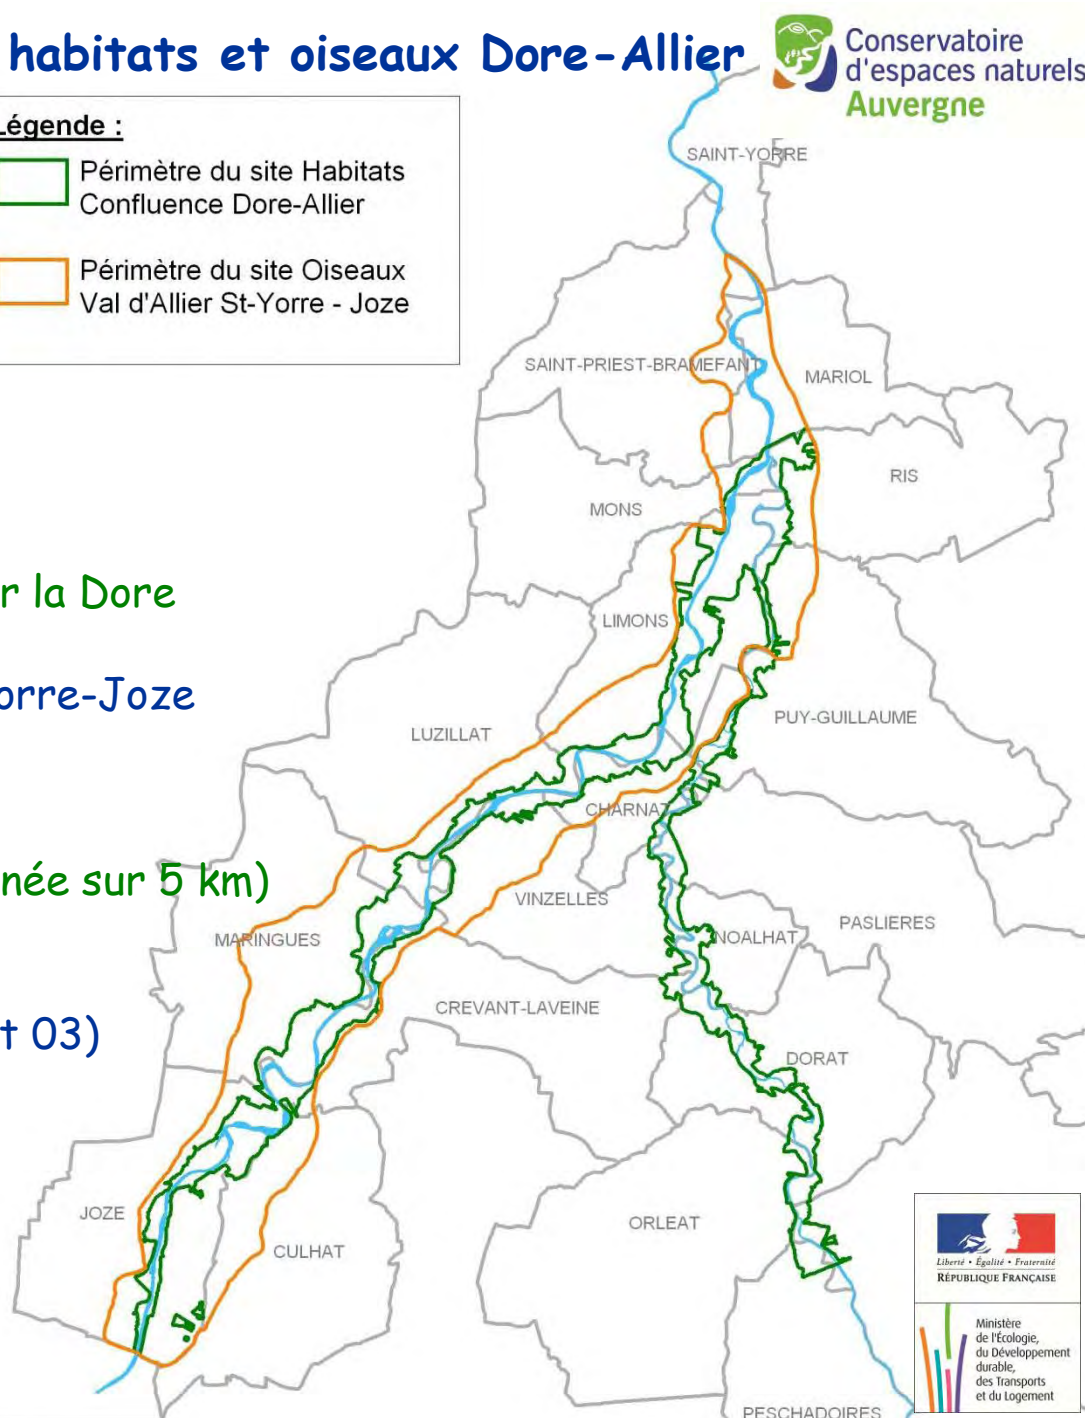 habitats et oiseaux Dore-Allier
Conservatoire
d'espaces naturels
Auvergne
Légende :
Périmètre du site Habitats
Confluence Dore-Allier
Périmètre du site Oiseaux
Val d'Allier St-Yorre - Joze
SAINT-YORRE
SAINT-PRIEST-BRAMEFANT
MARIOL
RIS
MONS
r la Dore
LIMONS
orre-Joze
PUY-GUILLAUME
LUZILLAT
CHARNAT
née sur 5 km)
VINZELLES
PASLIERES
MARINGUES
NOALHAT
CREVANT-LAVEINE
t 03)
DORAT
JOZE
ORLEAT
CULHAT
Liberté • Égalité • Fraternité
RÉPUBLIQUE FRANÇAISE
Ministère
de l'Écologie,
du Développement
durable,
des Transports
et du Logement
PESCHADOIRES